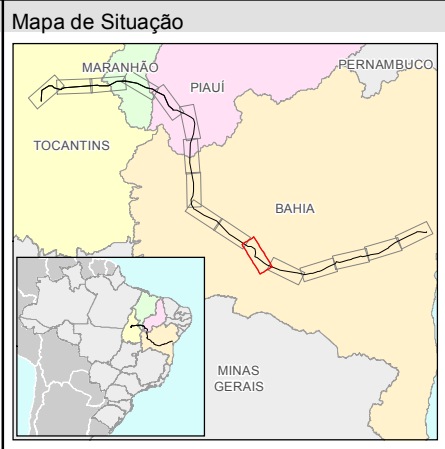 Mapa de Situação
MARANHÃO
PERNAMBUCO
PIAUÍ
TOCANTINS
BAHIA
MINAS
GERAIS